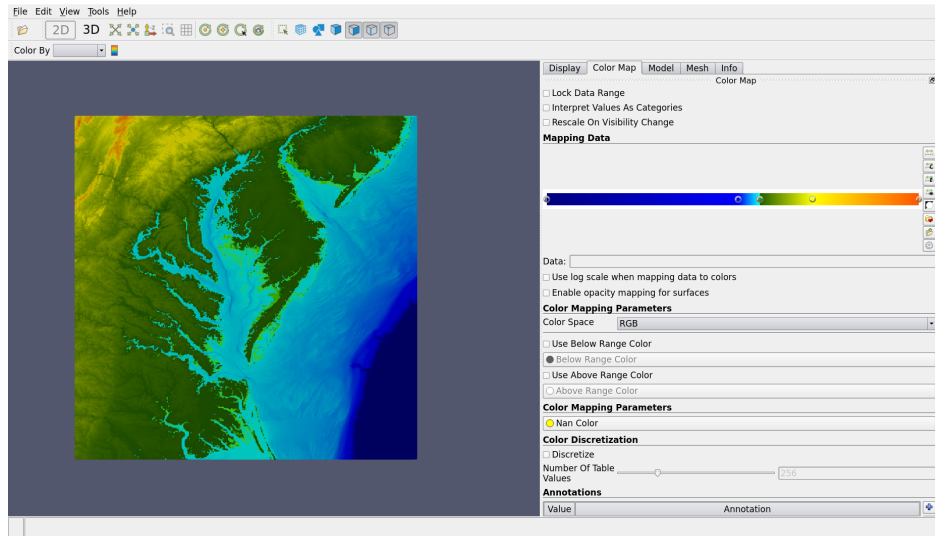 File Edit View Tools Help
2D 3D
Color By
Display Color Map Model Mesh Info
Color Map
Lock Data Range
Interpret Values As Categories
Rescale On Visibility Change
Mapping Data
Data:
Use log scale when mapping data to colors
Enable opacity mapping for surfaces
Color Mapping Parameters
Color Space RGB
Use Below Range Color
Below Range Color
Use Above Range Color
Above Range Color
Color Mapping Parameters
Nan Color
Color Discretization
Discretize
Number Of Table
Values 256
Annotations
Value Annotation